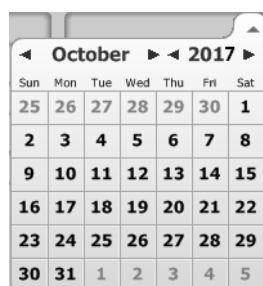 ◄ October ► ◄ 2017 ►
Sun Mon Tue Wed Thu Fri Sat
25 26 27 28 29 30 1
2 3 4 5 6 7 8
9 10 11 12 13 14 15
16 17 18 19 20 21 22
23 24 25 26 27 28 29
30 31 1 2 3 4 5